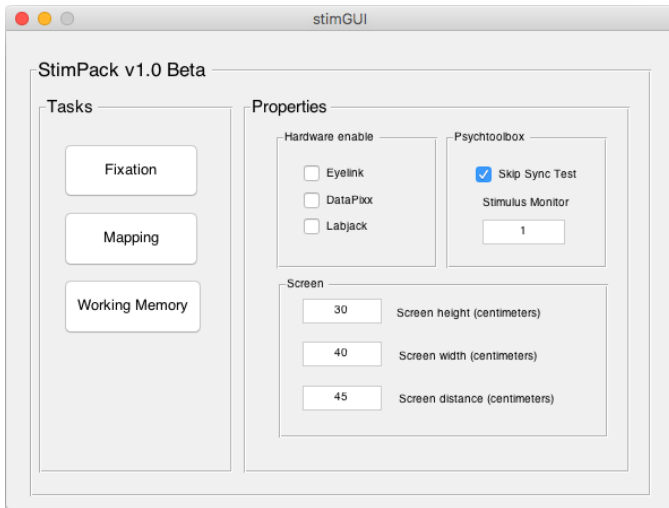 stimGUI
StimPack v1.0 Beta
Tasks
Fixation
Mapping
Working Memory
Properties
Hardware enable
Eyelink
DataPixx
Labjack
Psychtoolbox
Skip Sync Test
Stimulus Monitor
1
Screen
30 Screen height (centimeters)
40 Screen width (centimeters)
45 Screen distance (centimeters)